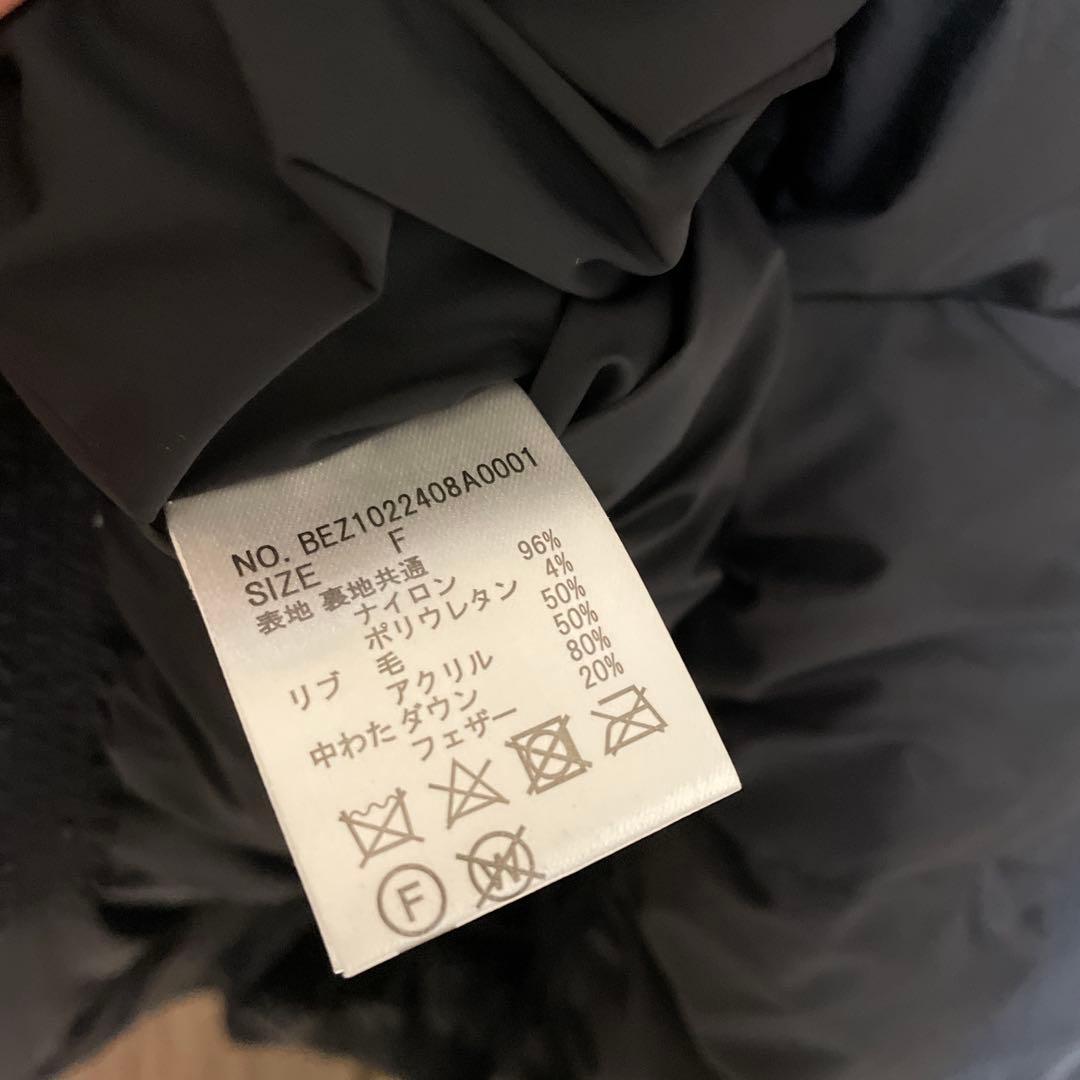 NO. BEZ1022408A0001
SIZE F
表地 裏地共通
ナイロン 96%
ポリウレタン 4%
リブ 毛 50%
アクリル 50%
中わた ダウン 80%
フェザー 20%
F
W